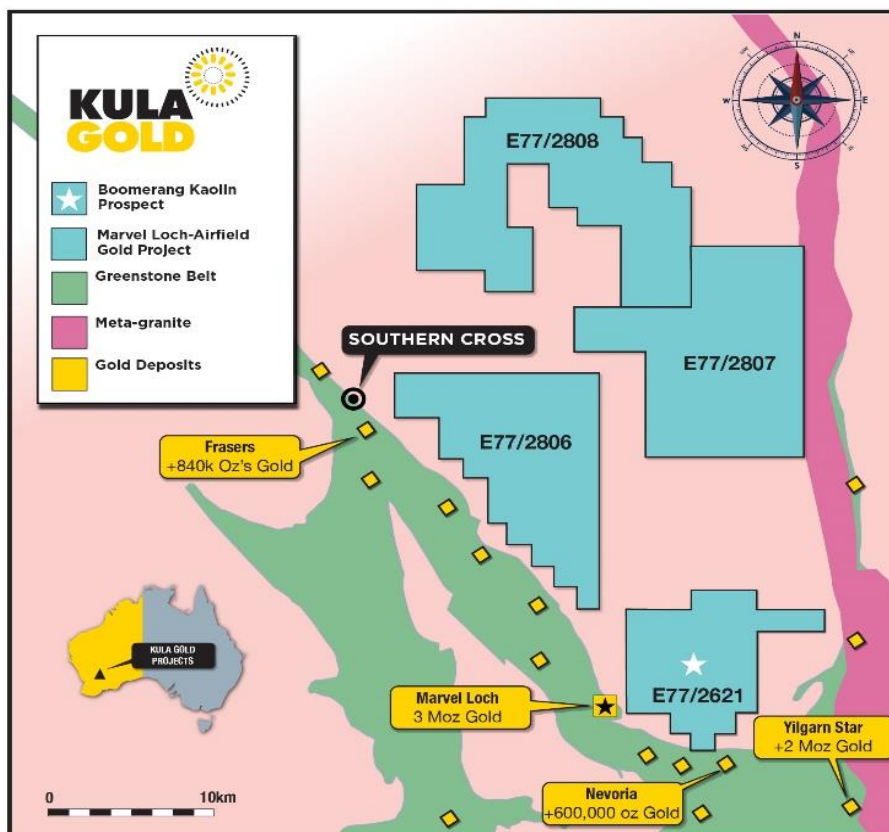 KULA
GOLD
Boomerang Kaolin
Prospect
Marvel Loch-Airfield
Gold Project
Greenstone Belt
Meta-granite
Gold Deposits
N
E
S
W
E77/2808
E77/2807
SOUTHERN CROSS
E77/2806
Frasers
+840k Oz's Gold
KULA GOLD
PROJECTS
E77/2621
Marvel Loch
3 Moz Gold
Yilgarn Star
+2 Moz Gold
Nevoria
+600,000 oz Gold
0 10km